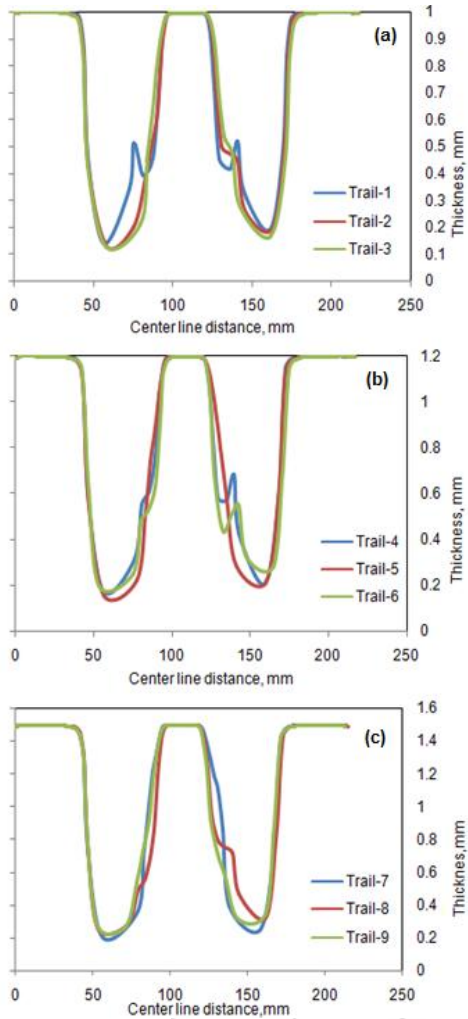 (a)
1
0.9
0.8
0.7
0.6
0.5
0.4
0.3
0.2
0.1
0
Thickness, mm
Trail-1
Trail-2
Trail-3
0 50 100 150 200 250
Center line distance, mm
(b)
1.2
1
0.8
0.6
0.4
0.2
0
Thickness, mm
Trail-4
Trail-5
Trail-6
0 50 100 150 200 250
Center line distance, mm
(c)
1.6
1.4
1.2
1
0.8
0.6
0.4
0.2
0
Thicknes,mm
Trail-7
Trail-8
Trail-9
0 50 100 150 200 250
Center line distance,mm